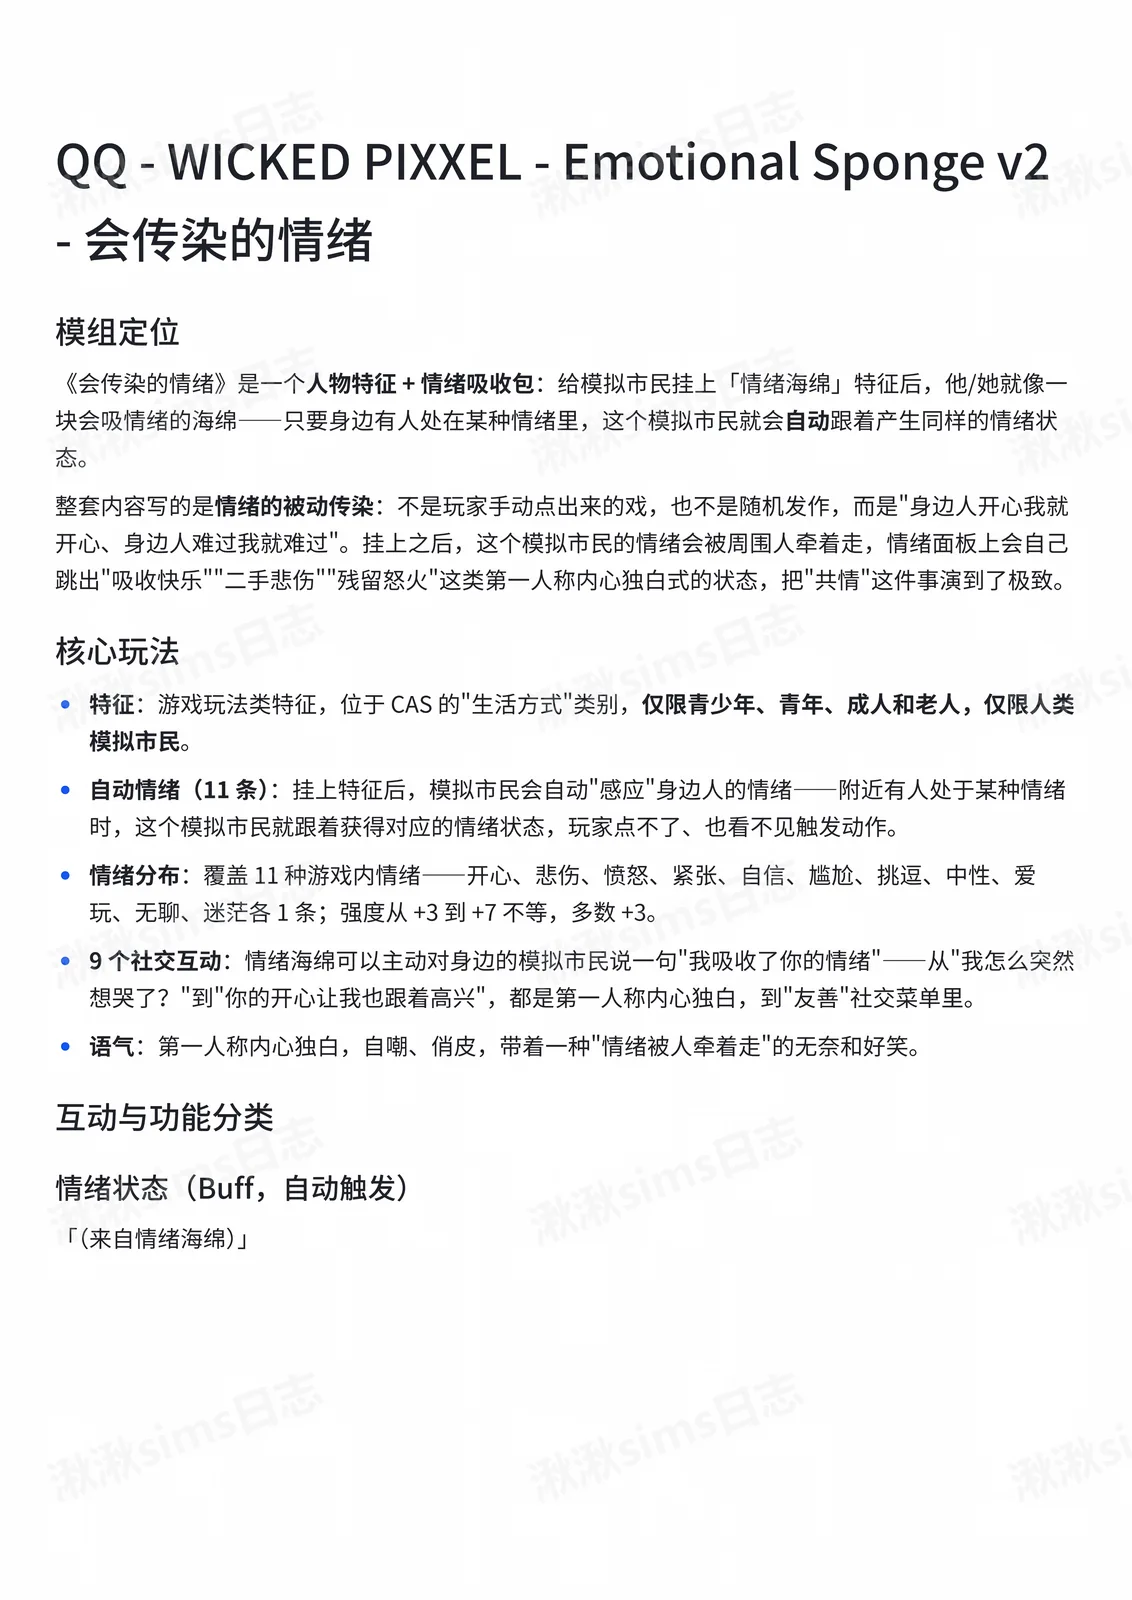 QQ - WICKED PIXXEL - Emotional Sponge v2
- 会传染的情绪
模组定位
《会传染的情绪》是一个人物特征 + 情绪吸收包：给模拟市民挂上「情绪海绵」特征后，他/她就像一
块会吸情绪的海绵——只要身边有人处在某种情绪里，这个模拟市民就会自动跟着产生同样的情绪状
态。
整套内容写的是情绪的被动传染：不是玩家手动点出来的戏，也不是随机发作，而是"身边人开心我就
开心、身边人难过我就难过"。挂上之后，这个模拟市民的情绪会被周围人牵着走，情绪面板上会自己
跳出"吸收快乐""二手悲伤""残留怒火"这类第一人称内心独白式的状态，把"共情"这件事演到了极致。
核心玩法
• 特征：游戏玩法类特征，位于 CAS 的"生活方式"类别，仅限青少年、青年、成人和老人，仅限人类
模拟市民。
• 自动情绪（11 条）：挂上特征后，模拟市民会自动"感应"身边人的情绪——附近有人处于某种情绪
时，这个模拟市民就跟着获得对应的情绪状态，玩家点不了、也看不见触发动作。
• 情绪分布：覆盖 11 种游戏内情绪——开心、悲伤、愤怒、紧张、自信、尴尬、挑逗、中性、爱
玩、无聊、迷茫各 1 条；强度从 +3 到 +7 不等，多数 +3。
• 9 个社交互动：情绪海绵可以主动对身边的模拟市民说一句"我吸收了你的情绪"——从"我怎么突然
想哭了？"到"你的开心让我也跟着高兴"，都是第一人称内心独白，到"友善"社交菜单里。
• 语气：第一人称内心独白，自嘲、俏皮，带着一种"情绪被人牵着走"的无奈和好笑。
互动与功能分类
情绪状态（Buff，自动触发）
「（来自情绪海绵）」
湫湫sims日志